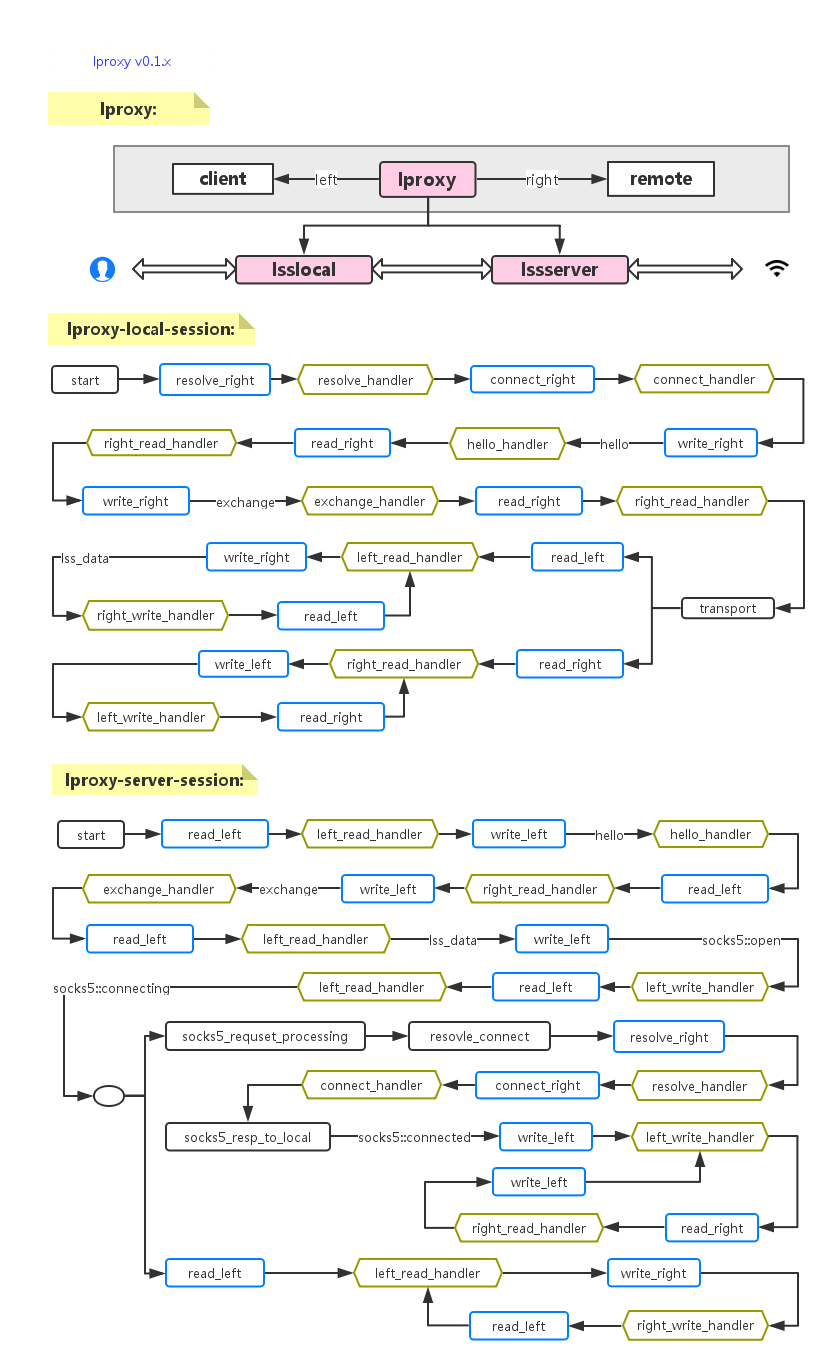 lproxy v0.1.x
lproxy:
client left lproxy right remote
lsslocal lssserver
lproxy-local-session:
start resolve_right resolve_handler connect_right connect_handler
right_read_handler read_right hello_handler hello write_right
write_right exchange exchange_handler read_right right_read_handler
lss_data write_right left_read_handler read_left
transport
right_write_handler read_left
write_left right_read_handler read_right
left_write_handler read_right
lproxy-server-session:
start read_left left_read_handler write_left hello hello_handler
exchange_handler exchange write_left right_read_handler read_left
read_left left_read_handler lss_data write_left socks5::open
socks5::connecting left_read_handler read_left left_write_handler
socks5_requset_processing resovle_connect resolve_right
connect_handler connect_right resolve_handler
socks5_resp_to_local socks5::connected write_left left_write_handler
write_left
right_read_handler read_right
read_left left_read_handler write_right
read_left right_write_handler